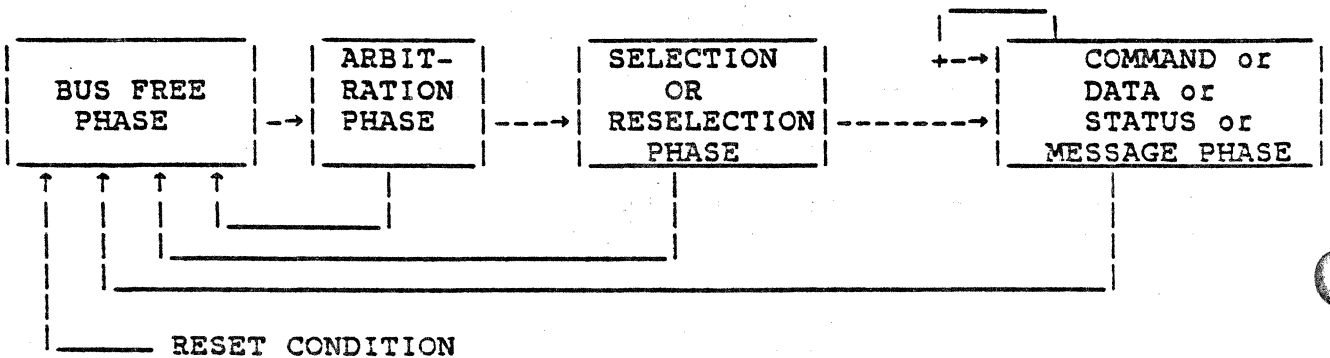 BUS FREE
PHASE
ARBIT-
RATION
PHASE
SELECTION
OR
RESELECTION
PHASE
COMMAND or
DATA or
STATUS or
MESSAGE PHASE
RESET CONDITION